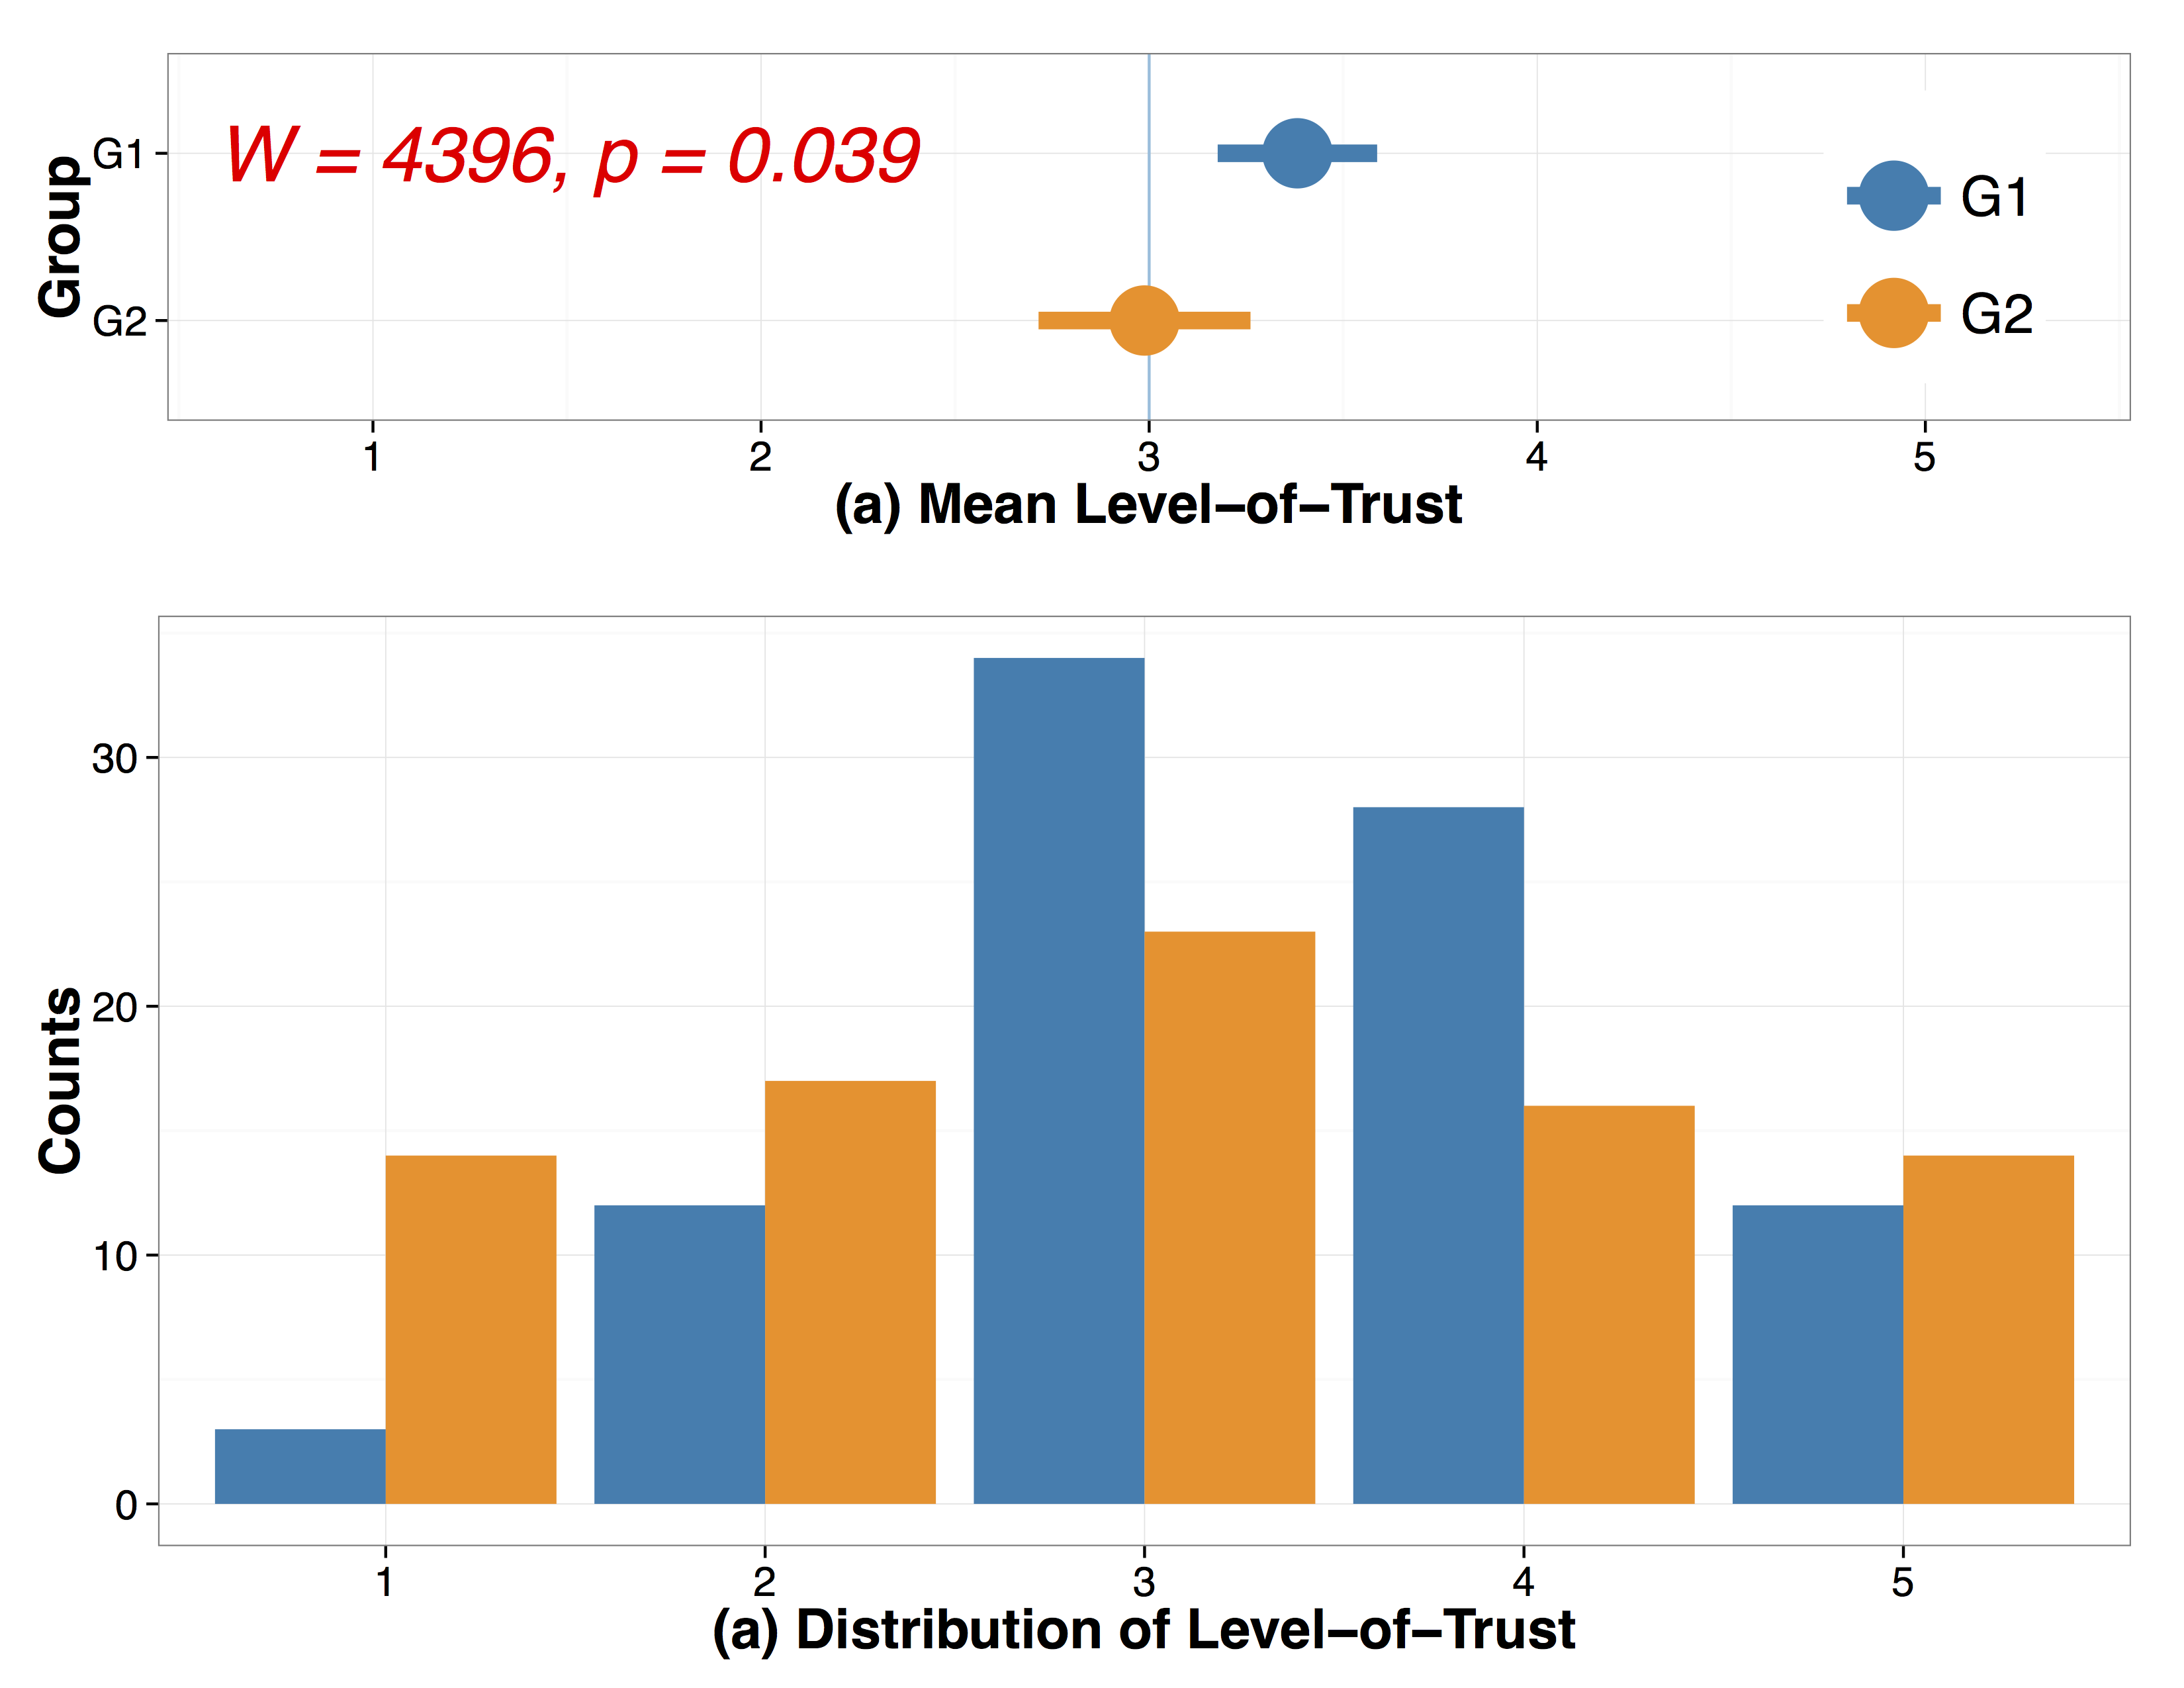 Group
G1
G2
W = 4396, p = 0.039
G1
G2
1 2 3 4 5
(a) Mean Level−of−Trust
Counts
30
20
10
0
1 2 3 4 5
(a) Distribution of Level−of−Trust